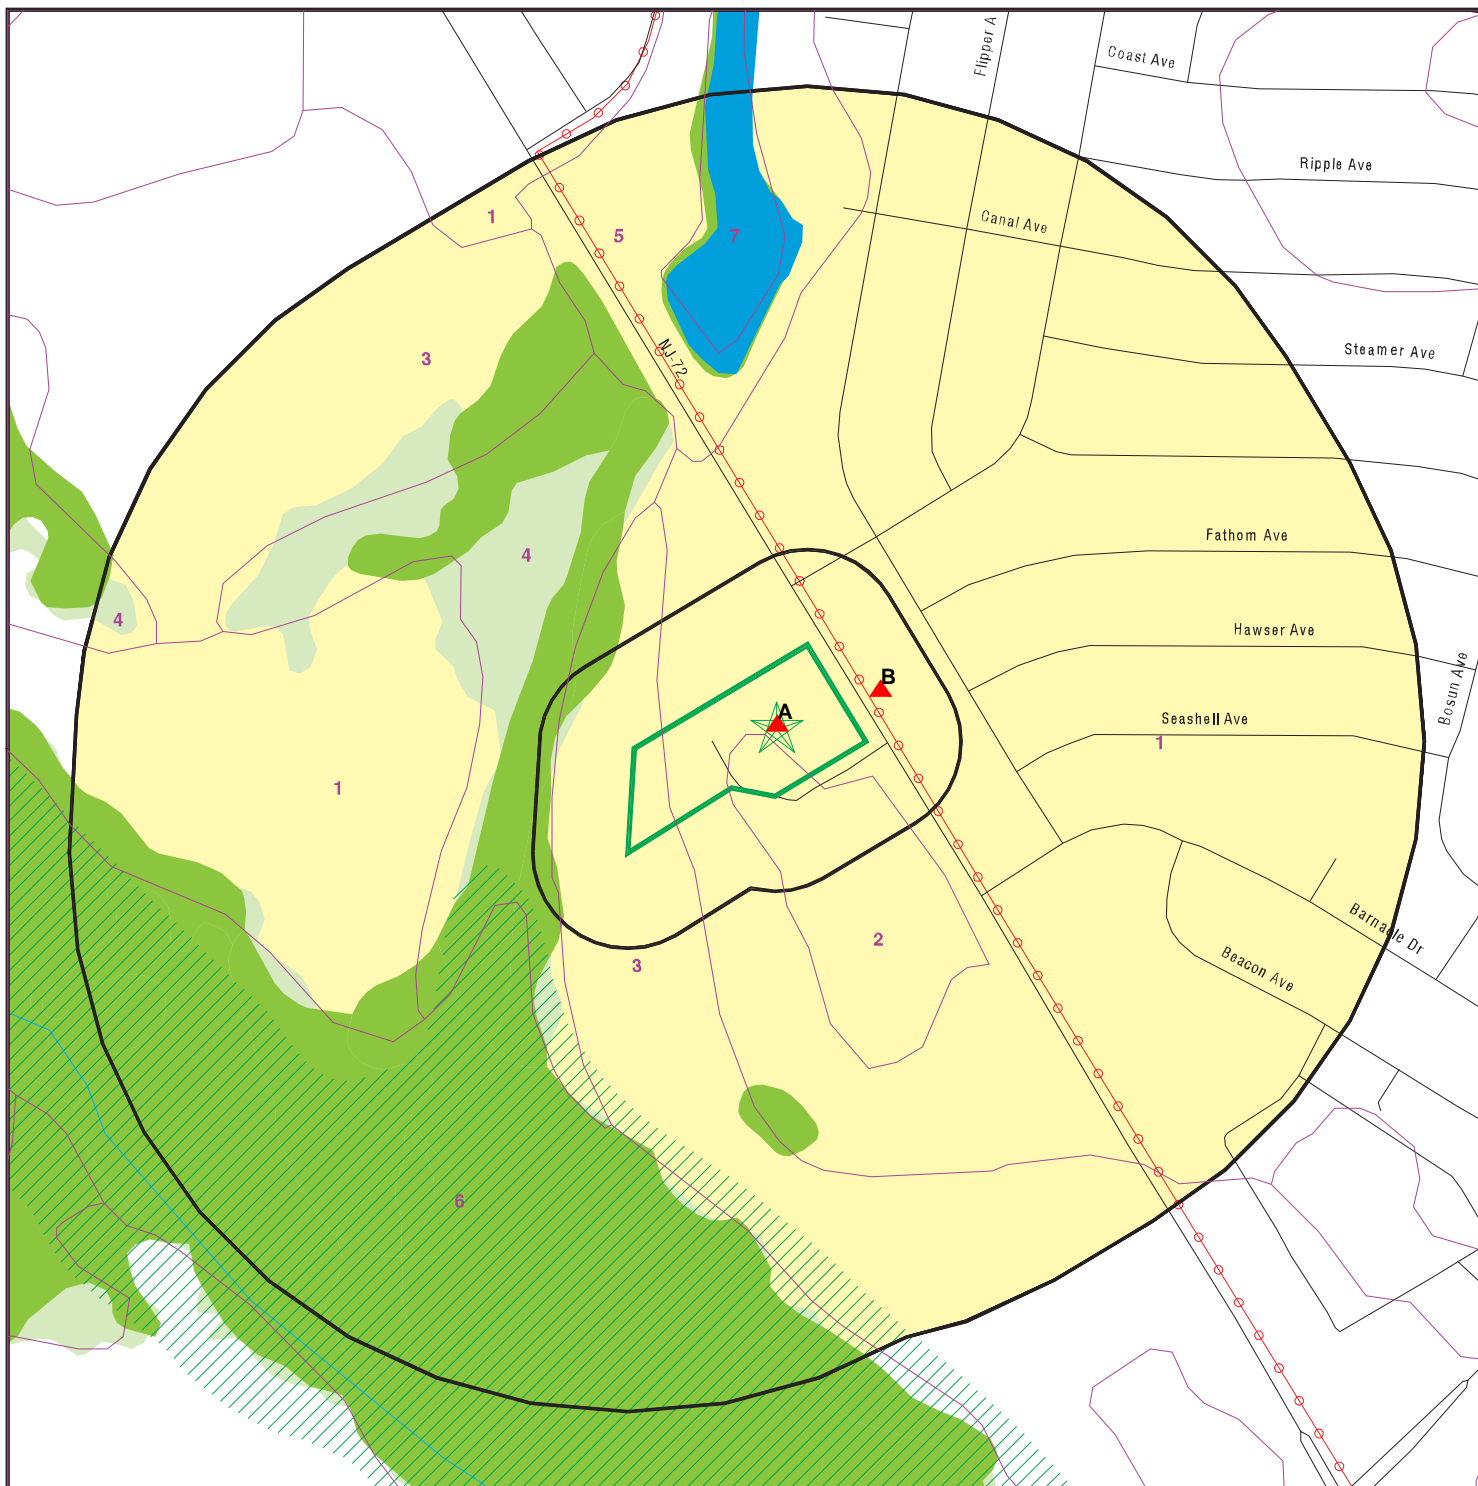 Flipper A
Coast Ave
Ripple Ave
1
5
7
Canal Ave
3
NJ-72
Steamer Ave
4
Fathom Ave
4
Hawser Ave
B
Bosun Ave
A
Seashell Ave
1
1
Barnacle Dr
2
Beacon Ave
3
6